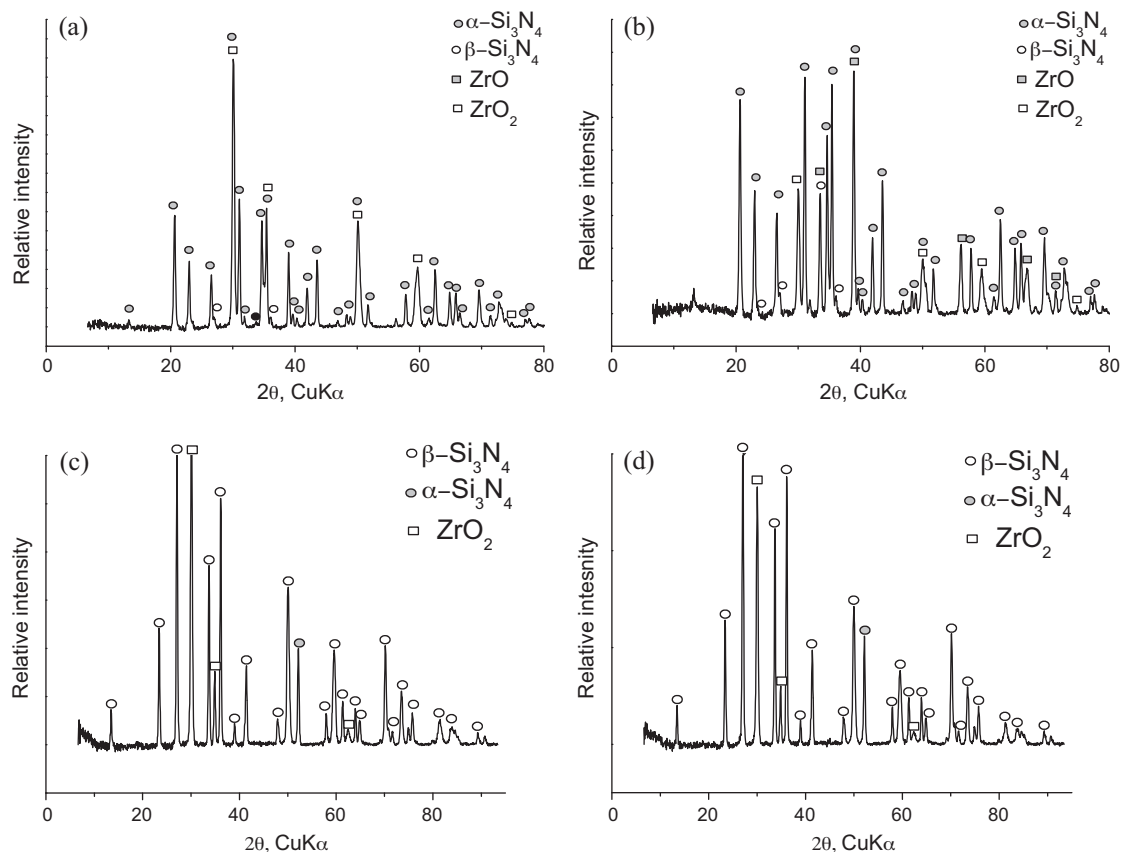 (a)
α–Si₃N₄
β–Si₃N₄
ZrO
ZrO₂
Relative intensity
0 20 40 60 80
2θ, CuKα
(b)
α–Si₃N₄
β–Si₃N₄
ZrO
ZrO₂
Relative intensity
0 20 40 60 80
2θ, CuKα
(c)
β–Si₃N₄
α–Si₃N₄
ZrO₂
Relative intensity
0 20 40 60 80
2θ, CuKα
(d)
β–Si₃N₄
α–Si₃N₄
ZrO₂
Relative intesnity
0 20 40 60 80
2θ, CuKα